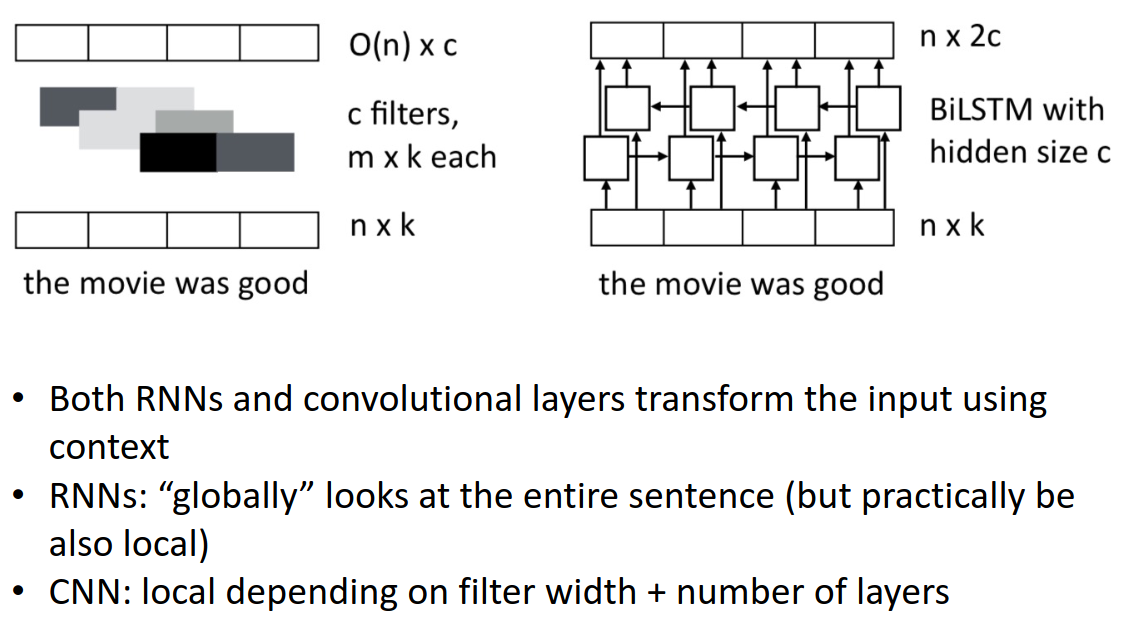 O(n) x c
c filters,
m x k each
n x k
the movie was good
n x 2c
BiLSTM with
hidden size c
n x k
the movie was good
• Both RNNs and convolutional layers transform the input using
context
• RNNs: “globally” looks at the entire sentence (but practically be
also local)
• CNN: local depending on filter width + number of layers